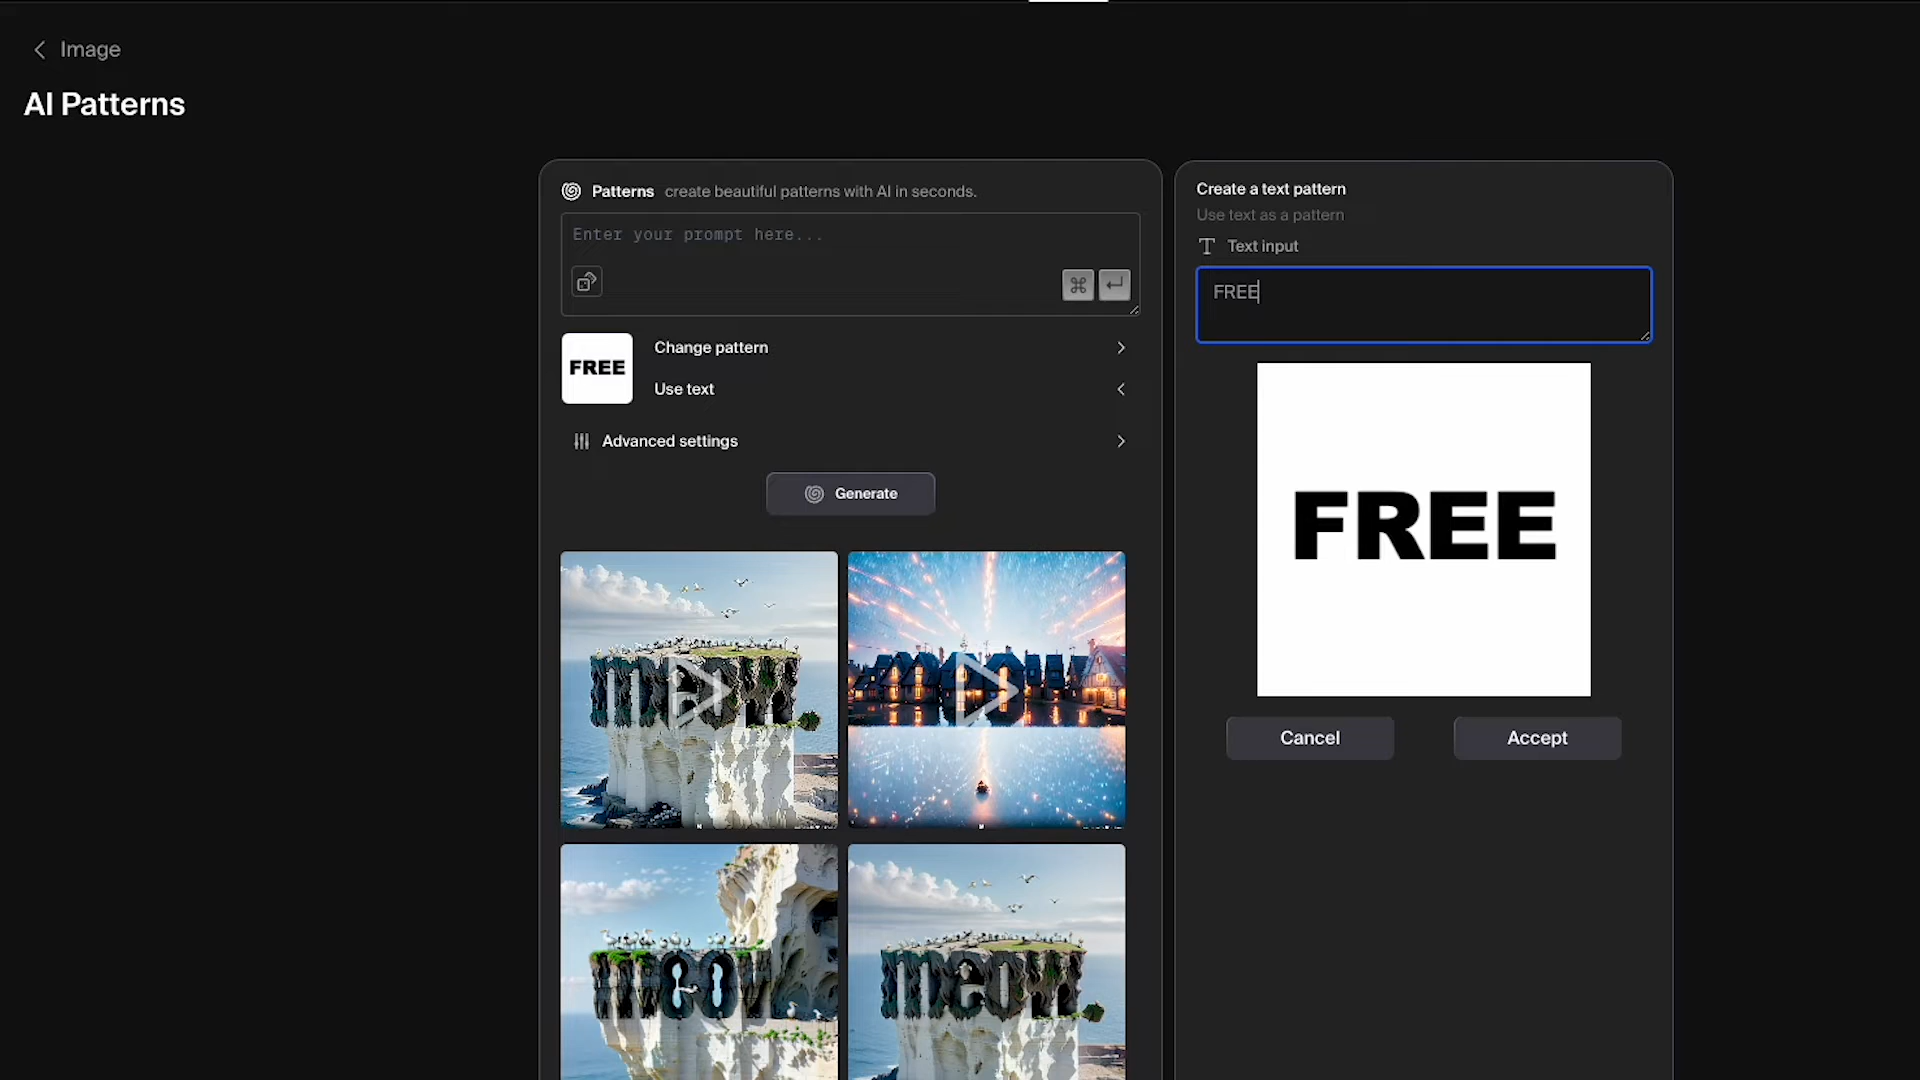 Image
AI Patterns
Patterns create beautiful patterns with AI in seconds.
Enter your prompt here...
FREE
Change pattern
Use text
Advanced settings
Generate
Create a text pattern
Use text as a pattern
Text input
FREE
FREE
Cancel
Accept